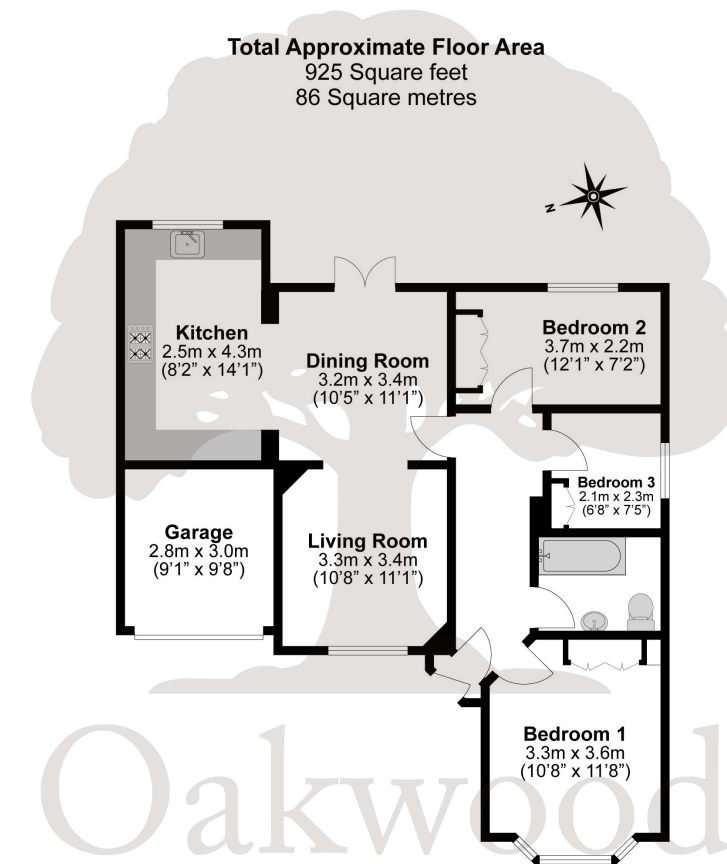 Total Approximate Floor Area
925 Square feet
86 Square metres
N
Kitchen
2.5m x 4.3m
(8’2” x 14’1”)
Dining Room
3.2m x 3.4m
(10’5” x 11’1”)
Bedroom 2
3.7m x 2.2m
(12’1” x 7’2”)
Bedroom 3
2.1m x 2.3m
(6’8” x 7’5”)
Garage
2.8m x 3.0m
(9’1” x 9’8”)
Living Room
3.3m x 3.4m
(10’8” x 11’1”)
Bedroom 1
3.3m x 3.6m
(10’8” x 11’8”)
Oakwood